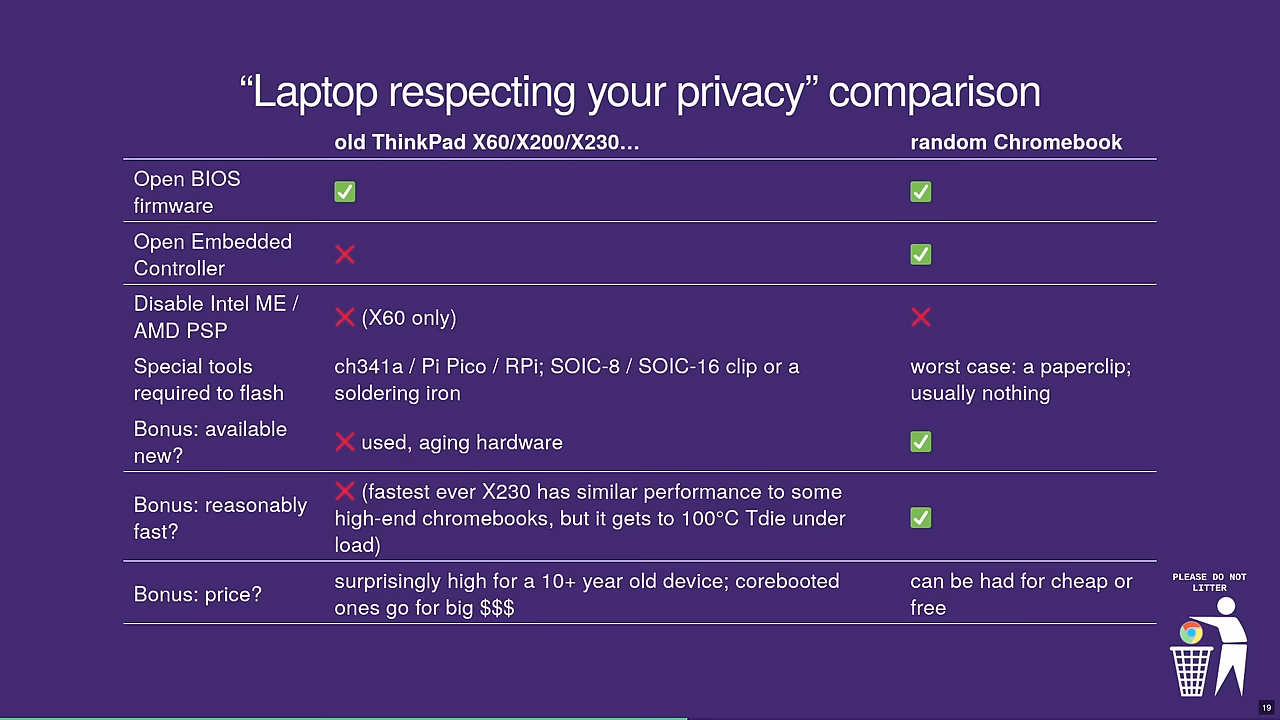 “Laptop respecting your privacy” comparison
old ThinkPad X60/X200/X230… random Chromebook
Open BIOS
firmware
✅ ✅
Open Embedded
Controller
❌ ✅
Disable Intel ME /
AMD PSP
❌ (X60 only) ❌
Special tools
required to flash
ch341a / Pi Pico / RPi; SOIC-8 / SOIC-16 clip or a
soldering iron
worst case: a paperclip;
usually nothing
Bonus: available
new?
❌ used, aging hardware ✅
Bonus: reasonably
fast?
❌ (fastest ever X230 has similar performance to some
high-end chromebooks, but it gets to 100°C Tdie under
load)
✅
Bonus: price?
surprisingly high for a 10+ year old device; corebooted
ones go for big $$$
can be had for cheap or
free
PLEASE DO NOT
LITTER
19